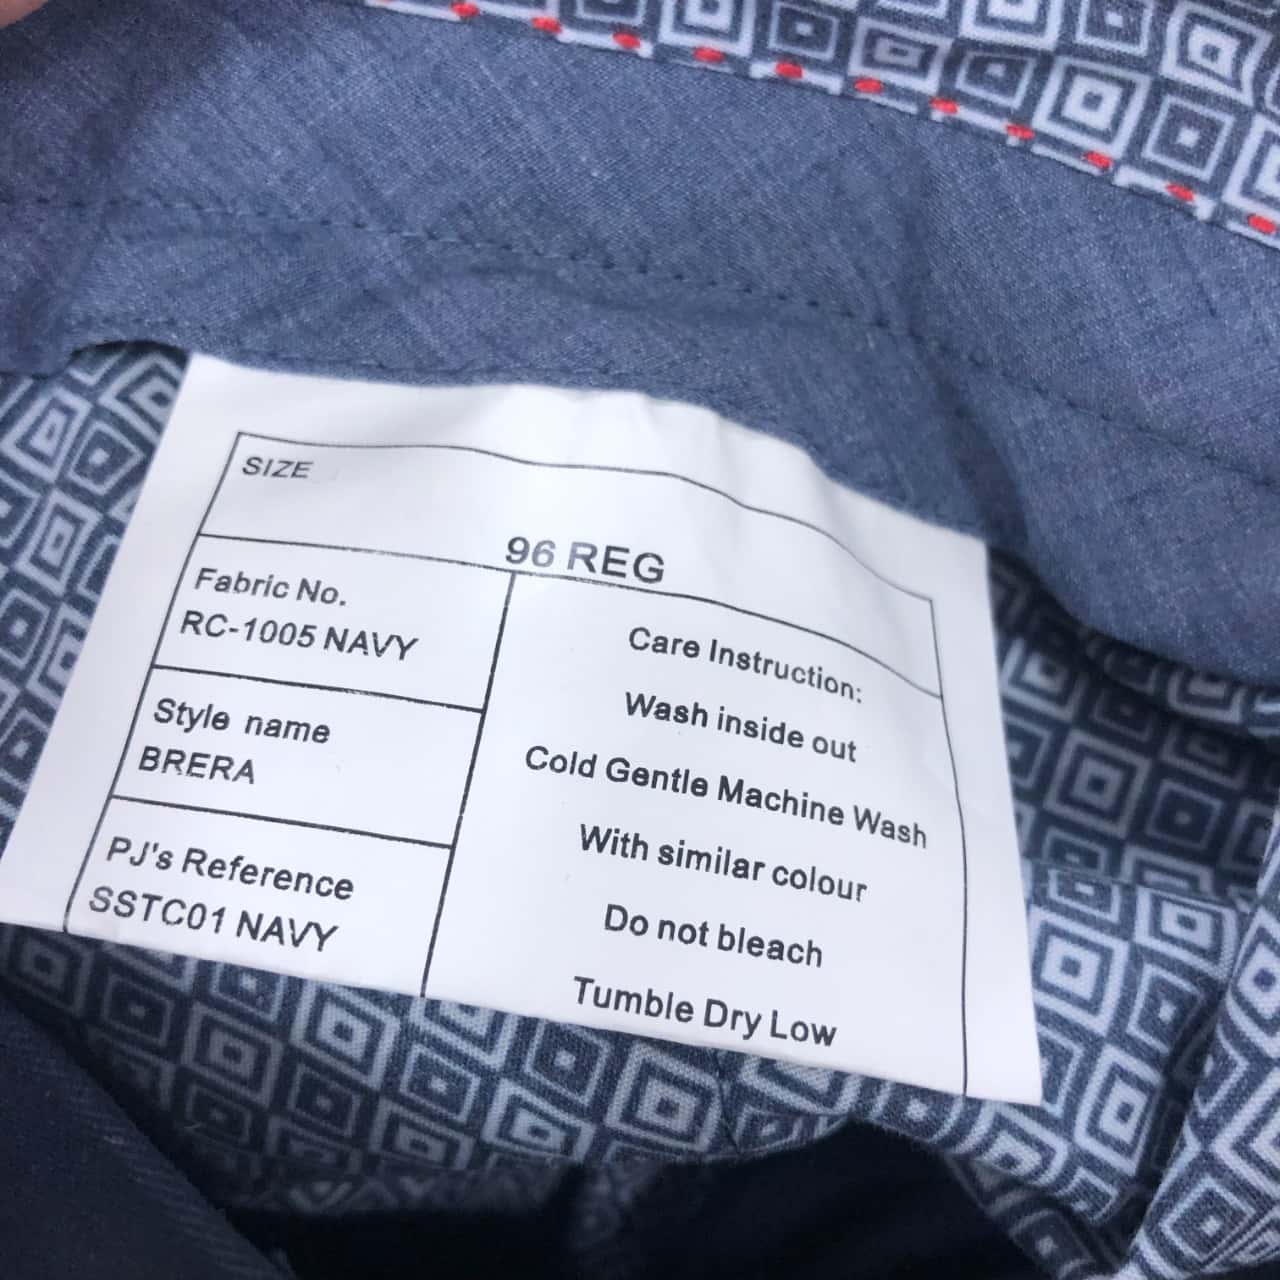 SIZE
96 REG
Fabric No.
RC-1005 NAVY
Style name
BRERA
PJ's Reference
SSTC01 NAVY
Care Instruction:
Wash inside out
Cold Gentle Machine Wash
With similar colour
Do not bleach
Tumble Dry Low